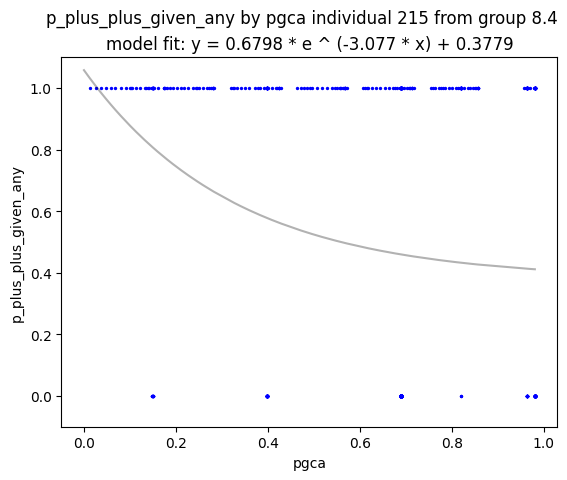 p_plus_plus_given_any by pgca individual 215 from group 8.4
model fit: y = 0.6798 * e ^ (-3.077 * x) + 0.3779
1.0
0.8
0.6
0.4
0.2
0.0
p_plus_plus_given_any
0.0 0.2 0.4 0.6 0.8 1.0
pgca